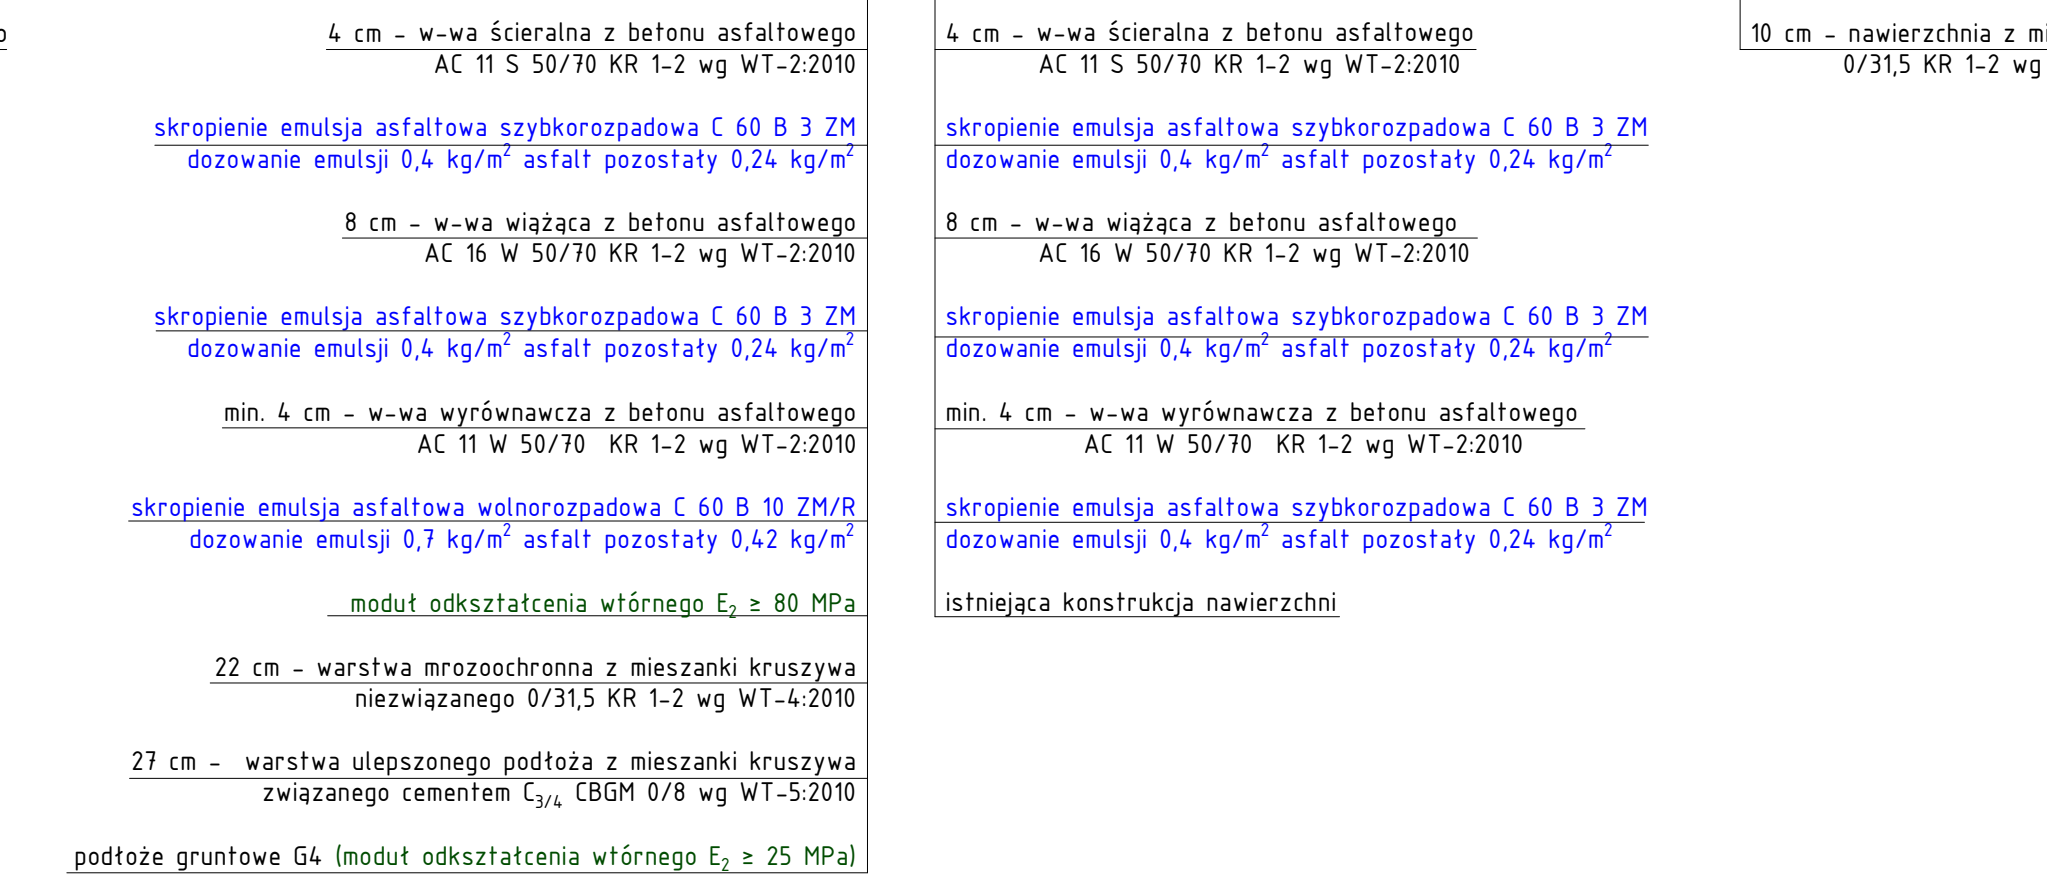 4 cm - w-wa ścieralna z betonu asfaltowego
AC 11 S 50/70 KR 1-2 wg WT-2:2010
skropienie emulsja asfaltowa szybkorozpadowa C 60 B 3 ZM
dozowanie emulsji 0,4 kg/m² asfalt pozostały 0,24 kg/m²
8 cm - w-wa wiążąca z betonu asfaltowego
AC 16 W 50/70 KR 1-2 wg WT-2:2010
skropienie emulsja asfaltowa szybkorozpadowa C 60 B 3 ZM
dozowanie emulsji 0,4 kg/m² asfalt pozostały 0,24 kg/m²
min. 4 cm - w-wa wyrównawcza z betonu asfaltowego
AC 11 W 50/70 KR 1-2 wg WT-2:2010
skropienie emulsja asfaltowa wolnorozpadowa C 60 B 10 ZM/R
dozowanie emulsji 0,7 kg/m² asfalt pozostały 0,42 kg/m²
moduł odkształcenia wtórnego E₂ ≥ 80 MPa
22 cm - warstwa mrozoochronna z mieszanki kruszywa
niezwiązanego 0/31,5 KR 1-2 wg WT-4:2010
27 cm - warstwa ulepszonego podłoża z mieszanki kruszywa
związanego cementem C₃/₄ CBGM 0/8 wg WT-5:2010
podłoże gruntowe G4 (moduł odkształcenia wtórnego E₂ ≥ 25 MPa)
4 cm - w-wa ścieralna z betonu asfaltowego
AC 11 S 50/70 KR 1-2 wg WT-2:2010
skropienie emulsja asfaltowa szybkorozpadowa C 60 B 3 ZM
dozowanie emulsji 0,4 kg/m² asfalt pozostały 0,24 kg/m²
8 cm - w-wa wiążąca z betonu asfaltowego
AC 16 W 50/70 KR 1-2 wg WT-2:2010
skropienie emulsja asfaltowa szybkorozpadowa C 60 B 3 ZM
dozowanie emulsji 0,4 kg/m² asfalt pozostały 0,24 kg/m²
min. 4 cm - w-wa wyrównawcza z betonu asfaltowego
AC 11 W 50/70 KR 1-2 wg WT-2:2010
skropienie emulsja asfaltowa szybkorozpadowa C 60 B 3 ZM
dozowanie emulsji 0,4 kg/m² asfalt pozostały 0,24 kg/m²
istniejąca konstrukcja nawierzchni
10 cm - nawierzchnia z
0/31,5 KR 1-2 wg